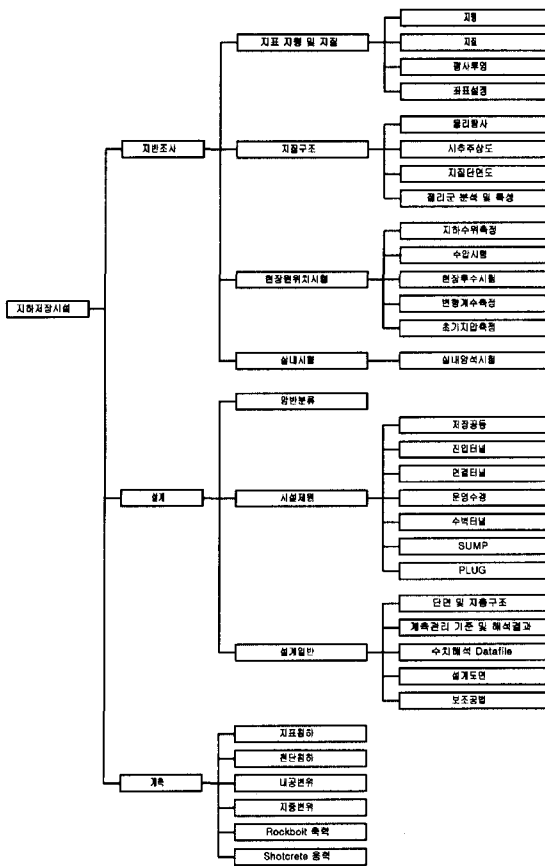 지하저장시설
지반조사
지표 지형 및 지질
지형
지질
평사투영
좌표설정
지질구조
물리탐사
시추주상도
지질단면도
절리군 분석 및 특성
현장원위치시험
지하수위측정
수압시험
현장투수시험
변형계수측정
초기지압측정
실내시험
실내암석시험
설계
암반분류
시설제원
저장공동
진입터널
연결터널
운영수갱
수벽터널
SUMP
PLUG
설계일반
단면 및 지층구조
계측관리 기준 및 해석결과
수치해석 Datafile
설계도면
보조공법
계측
지표침하
천단침하
내공변위
지중변위
Rockbolt 축력
Shotcrete 응력